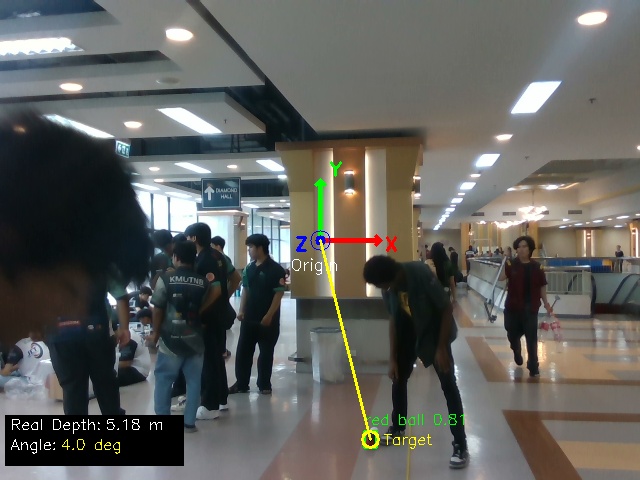 DIAMOND
HALL
Y
Z
X
Origin
KMUTNB
red ball 0.81
Target
Real Depth: 5.18 m
Angle: 4.0 deg